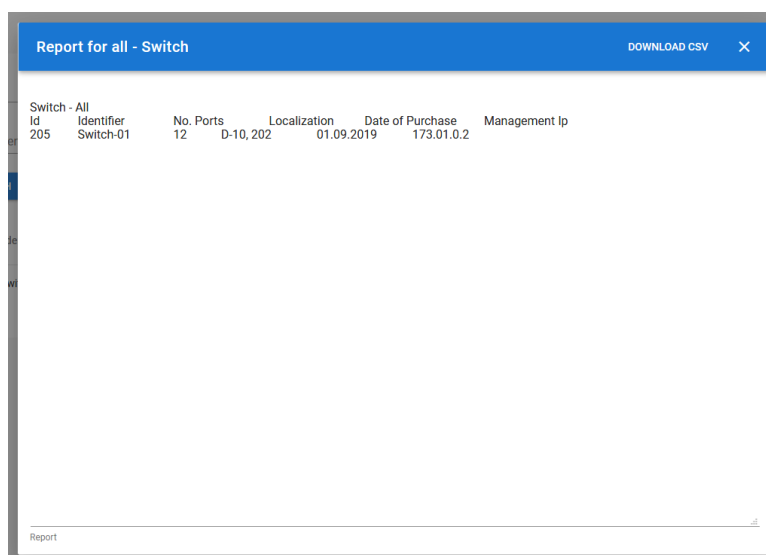 Report for all - Switch DOWNLOAD CSV
Switch - All
Id Identifier No. Ports Localization Date of Purchase Management Ip
205 Switch-01 12 D-10, 202 01.09.2019 173.01.0.2
Report